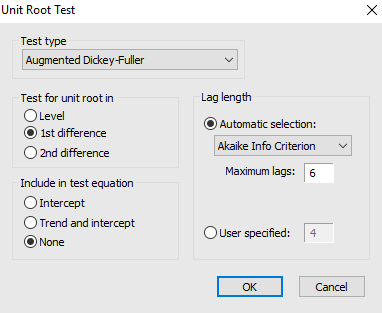 Unit Root Test
Test type
Augmented Dickey-Fuller
Test for unit root in
Level
1st difference
2nd difference
Include in test equation
Intercept
Trend and intercept
None
Lag length
Automatic selection:
Akaike Info Criterion
Maximum lags: 6
User specified: 4
OK Cancel